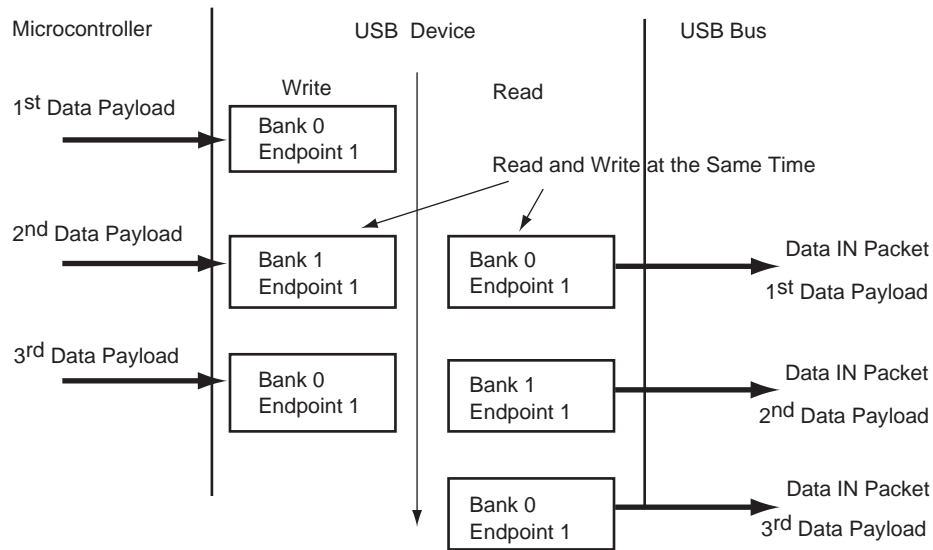 Microcontroller
USB Device
USB Bus
Write
Read
1st Data Payload
Bank 0
Endpoint 1
Read and Write at the Same Time
2nd Data Payload
Bank 1
Endpoint 1
Bank 0
Endpoint 1
Data IN Packet
1st Data Payload
3rd Data Payload
Bank 0
Endpoint 1
Bank 1
Endpoint 1
Data IN Packet
2nd Data Payload
Bank 0
Endpoint 1
Data IN Packet
3rd Data Payload